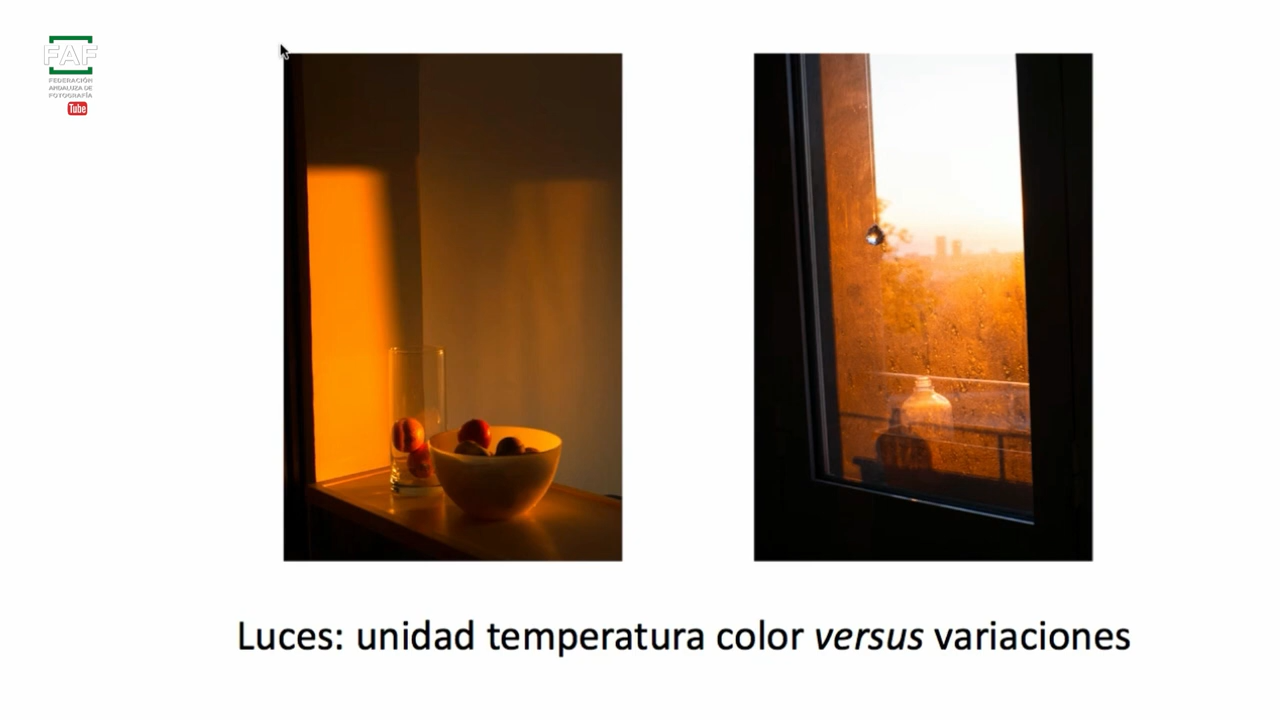 FAF
FEDERACIÓN
ANDALUZA DE
FOTOGRAFÍA
Tube
Luces: unidad temperatura color versus variaciones